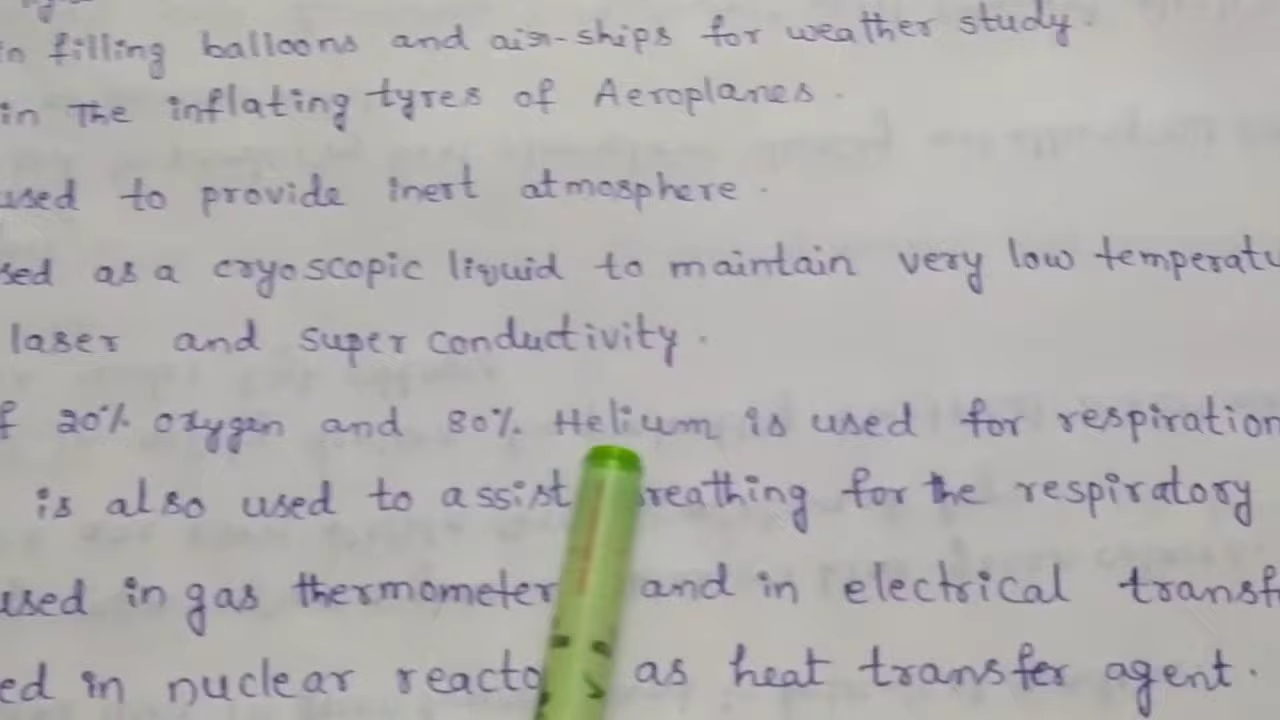 in filling balloons and air-ships for weather study.
in The inflating tyres of Aeroplanes.
used to provide inert atmosphere.
sed as a cryoscopic liquid to maintain very low temperatu
laser and super conductivity.
f 20% oxygen and 80% Helium is used for respiration
is also used to assist reathing for the respiratory
used in gas thermometer and in electrical transf
ed in nuclear reacto as heat transfer agent.